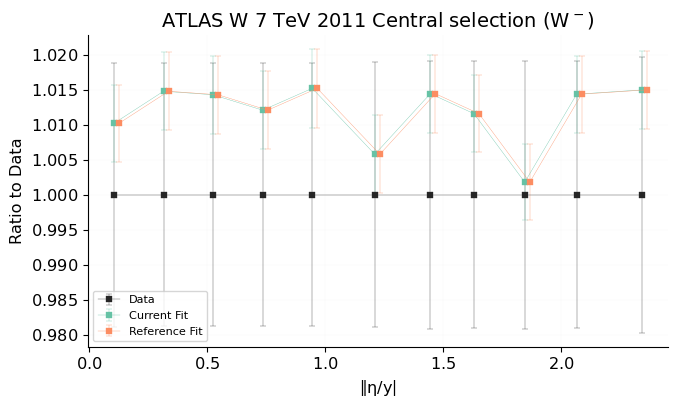 ATLAS W 7 TeV 2011 Central selection (W⁻)
Ratio to Data
1.020
1.015
1.010
1.005
1.000
0.995
0.990
0.985
0.980
Data
Current Fit
Reference Fit
0.0 0.5 1.0 1.5 2.0
‖η/y|